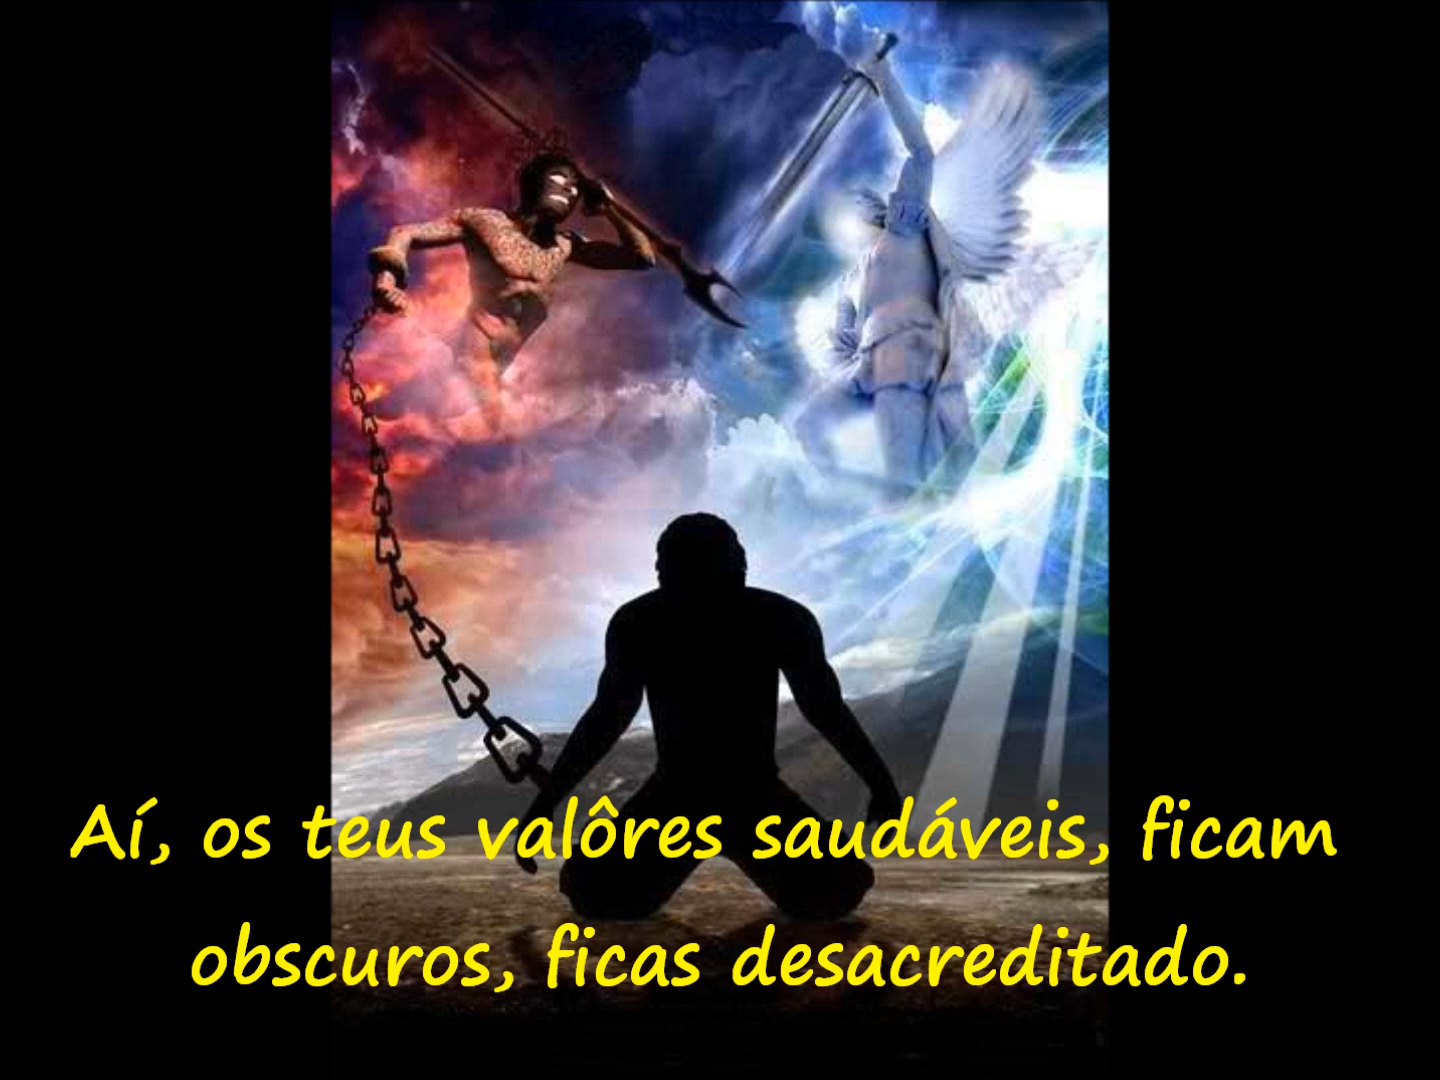 Aí, os teus valôres saudáveis, ficam
obscuros, ficas desacreditado.